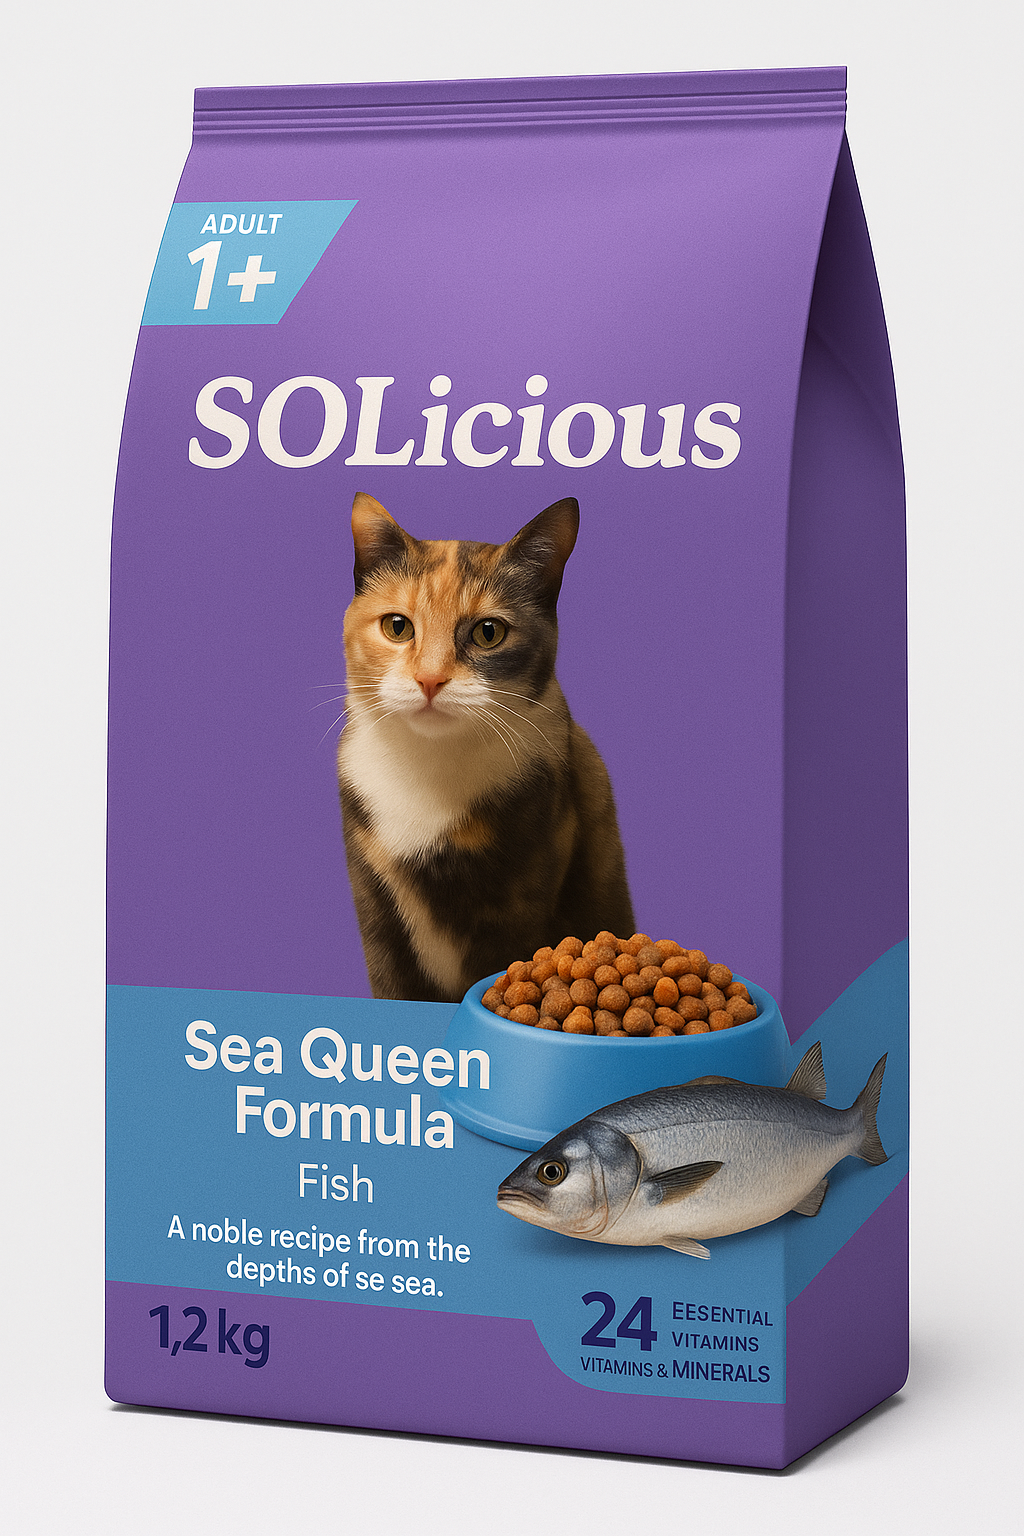 ADULT
1+
SOLicious
Sea Queen
Formula
Fish
A noble recipe from the
depths of se sea.
1,2 kg
24 EESENTIAL
VITAMINS
VITAMINS & MINERALS